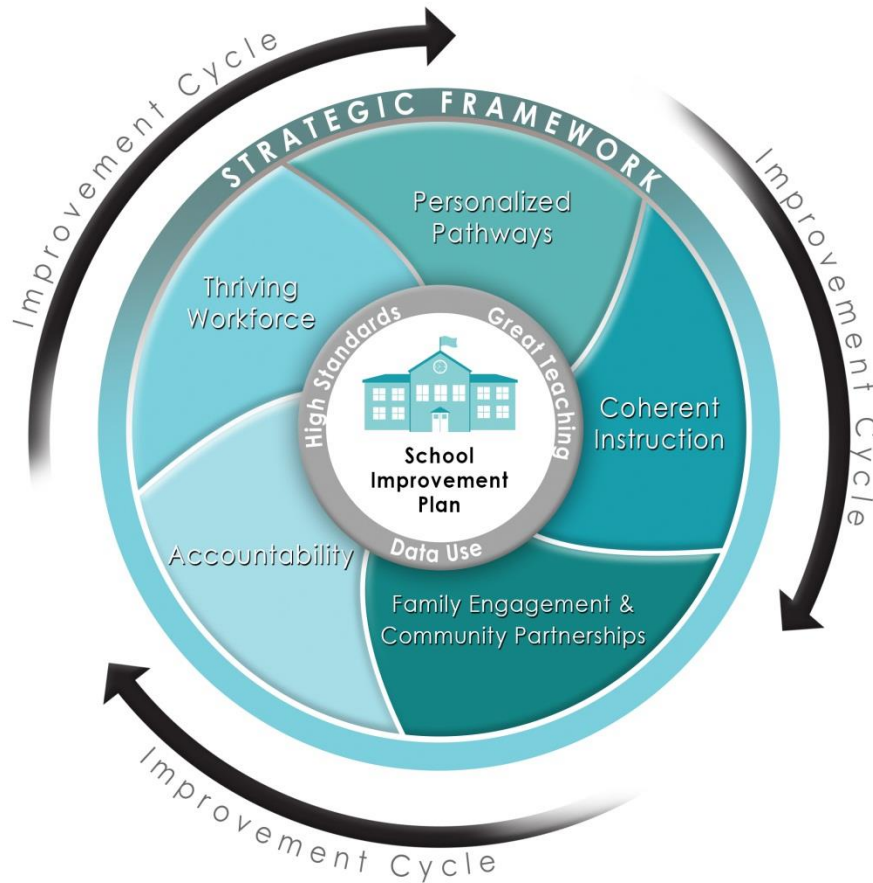 Improvement Cycle
Improvement Cycle
STRATEGIC FRAMEWORK
Personalized
Pathways
Thriving
Workforce
High Standards
Great Teaching
Coherent
Instruction
School
Improvement
Plan
Data Use
Accountability
Family Engagement &
Community Partnerships
Improvement Cycle